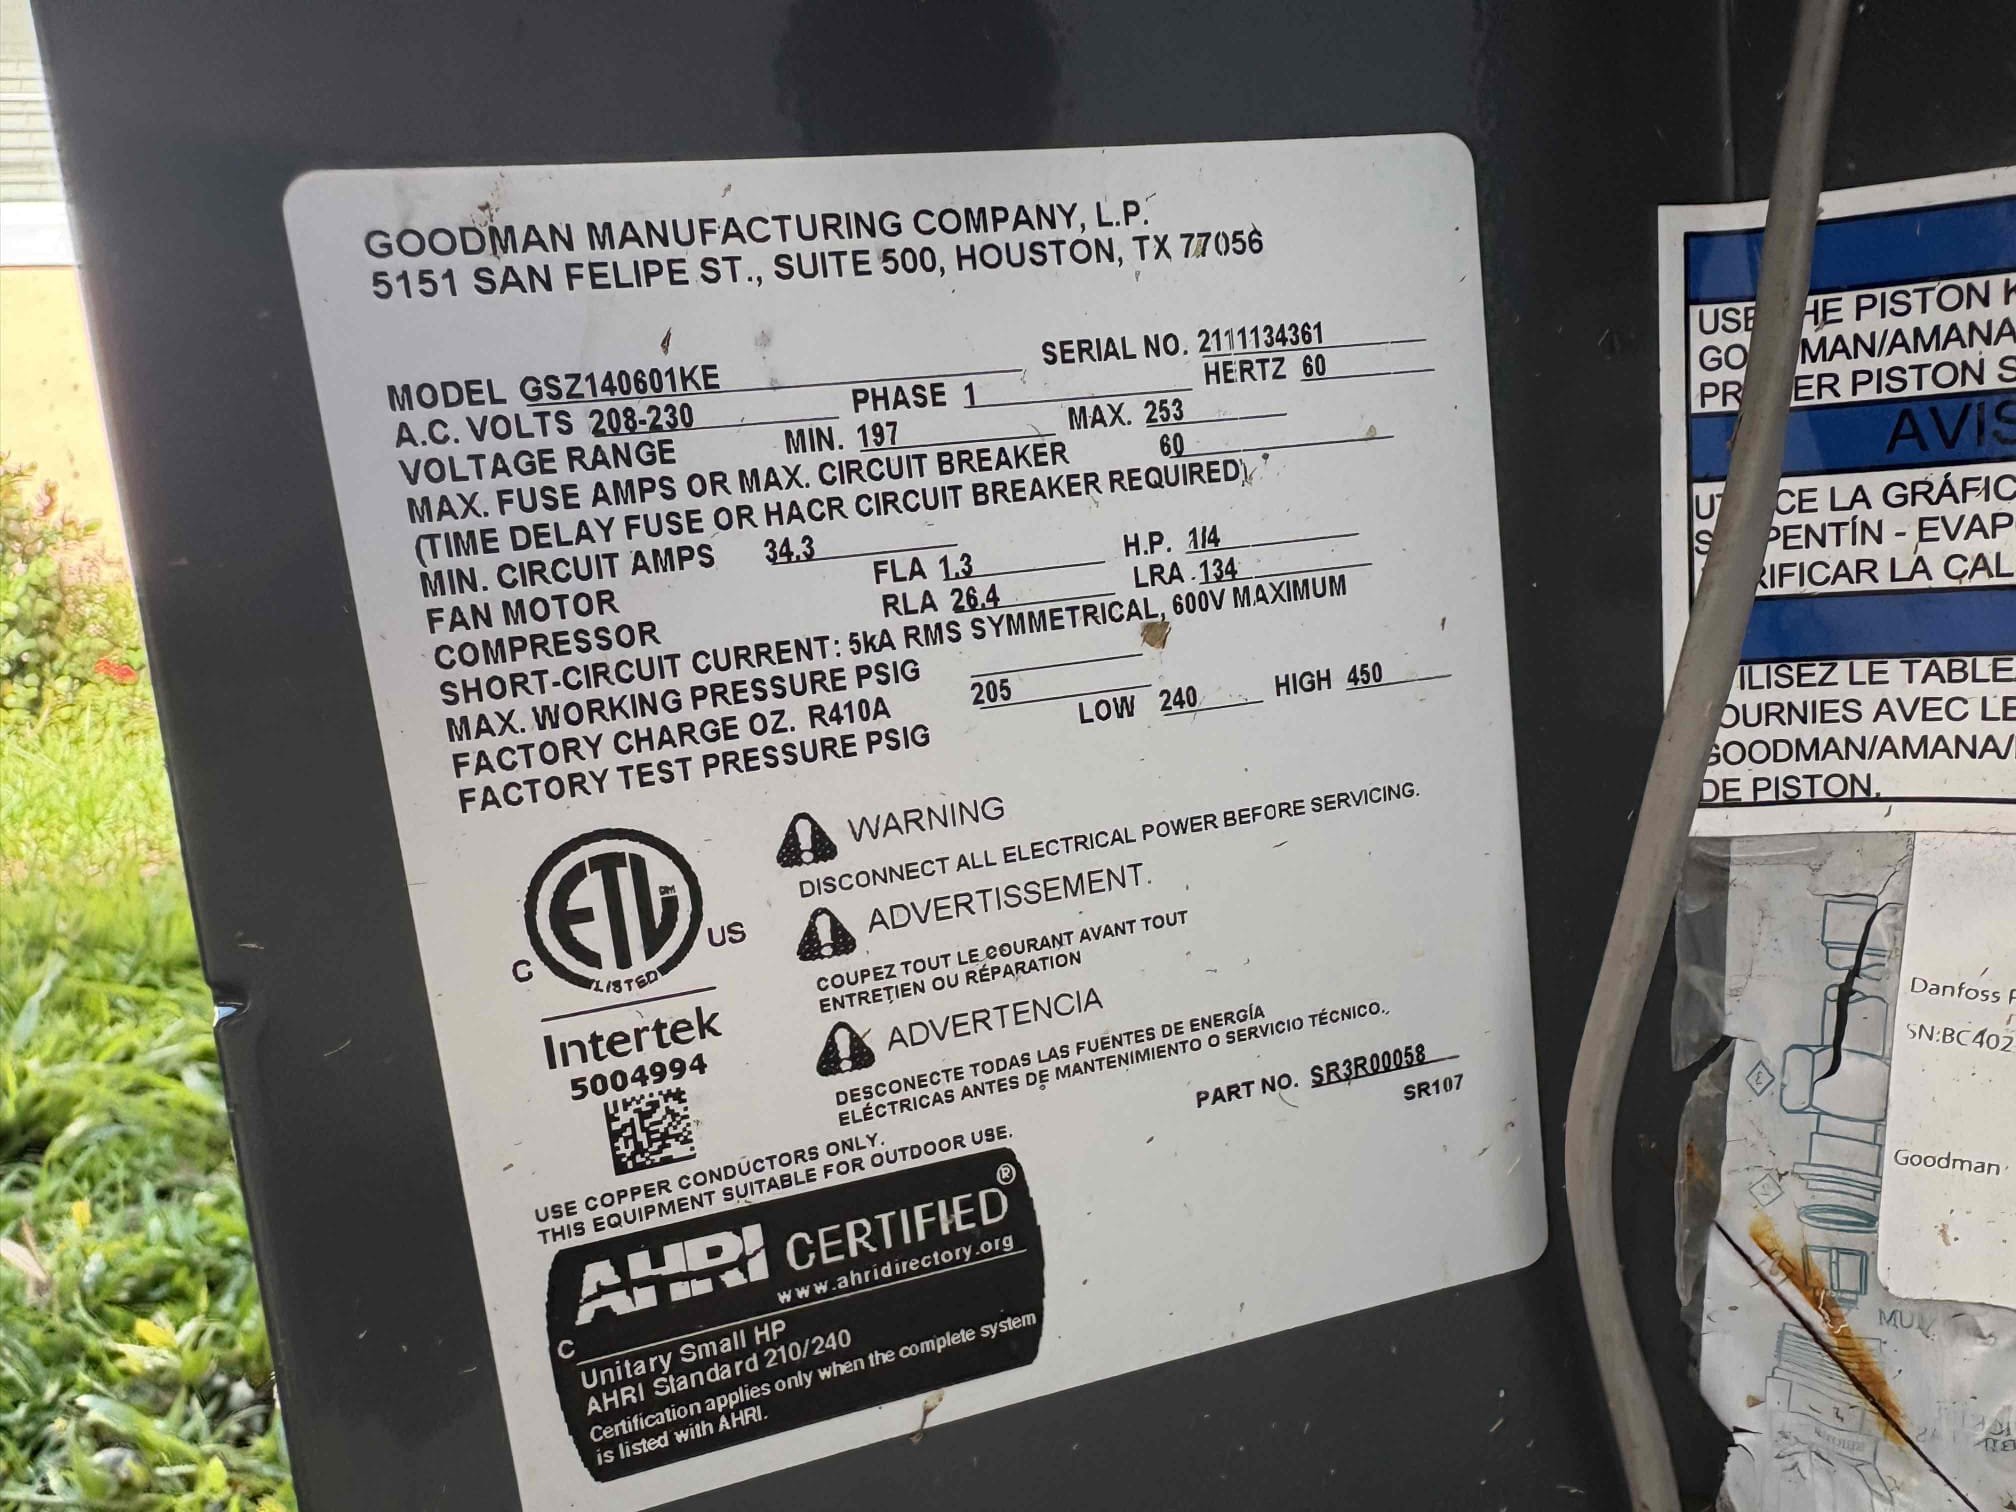 GOODMAN MANUFACTURING COMPANY, L.P.
5151 SAN FELIPE ST., SUITE 500, HOUSTON, TX 77056
MODEL GSZ140601KE SERIAL NO. 2111134361
A.C. VOLTS 208-230 PHASE 1 HERTZ 60
VOLTAGE RANGE MIN. 197 MAX. 253
MAX. FUSE AMPS OR MAX. CIRCUIT BREAKER 60
(TIME DELAY FUSE OR HACR CIRCUIT BREAKER REQUIRED)
MIN. CIRCUIT AMPS 34.3
FAN MOTOR FLA 1.3 H.P. 1/4
COMPRESSOR RLA 26.4 LRA 134
SHORT-CIRCUIT CURRENT: 5kA RMS SYMMETRICAL, 600V MAXIMUM
MAX. WORKING PRESSURE PSIG
FACTORY CHARGE OZ. R410A 205
FACTORY TEST PRESSURE PSIG LOW 240 HIGH 450
WARNING
DISCONNECT ALL ELECTRICAL POWER BEFORE SERVICING.
ADVERTISSEMENT.
COUPEZ TOUT LE COURANT AVANT TOUT
ENTRETIEN OU RÉPARATION
ADVERTENCIA
DESCONECTE TODAS LAS FUENTES DE ENERGÍA
ELÉCTRICAS ANTES DE MANTENIMIENTO O SERVICIO TÉCNICO.
PART NO. SR3R00058
SR107
ETL
CM
LISTED
C US
Intertek
5004994
USE COPPER CONDUCTORS ONLY.
THIS EQUIPMENT SUITABLE FOR OUTDOOR USE.
AHRI CERTIFIED®
www.ahridirectory.org
C
Unitary Small HP
AHRI Standard 210/240
Certification applies only when the complete system
is listed with AHRI.
USE HE PISTON K
GO MAN/AMANA
PR ER PISTON S
AVIS
UT CE LA GRÁFIC
S PENTÍN - EVAP
RIFICAR LA CAL
ILISEZ LE TABLE
OURNIES AVEC LE
GOODMAN/AMANA/
DE PISTON.
Danfoss
SN:BC402
Goodman